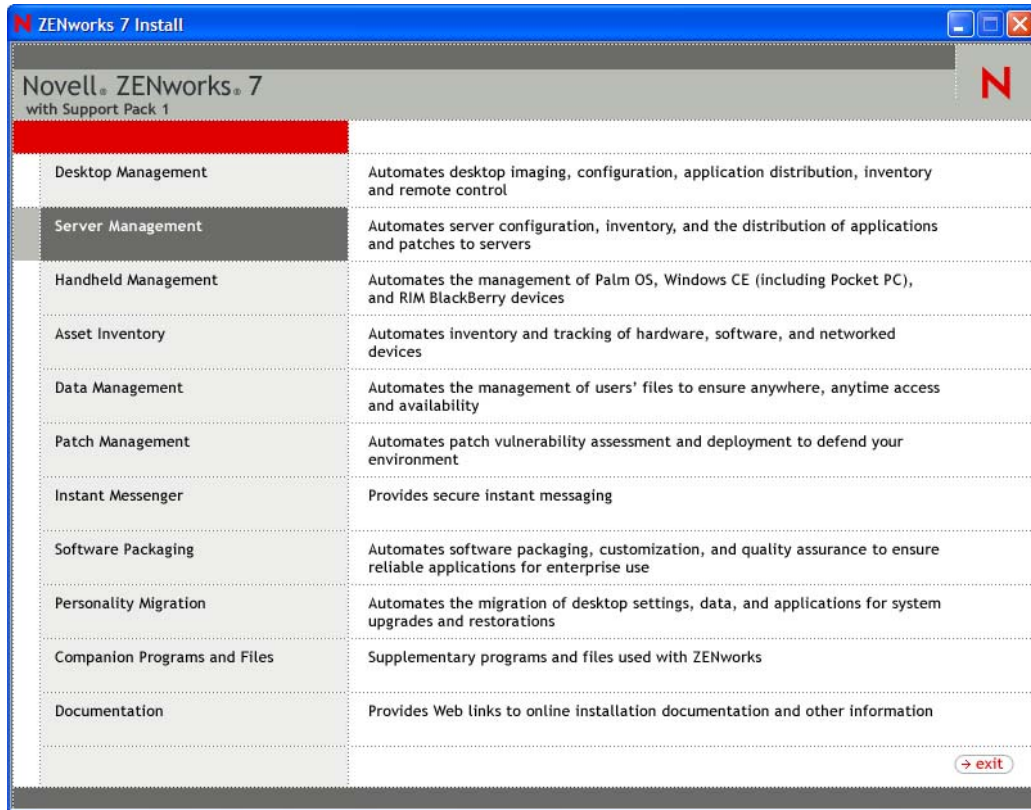 ZENworks 7 Install
Novell® ZENworks® 7
with Support Pack 1
N
Desktop Management
Automates desktop imaging, configuration, application distribution, inventory
and remote control
Server Management
Automates server configuration, inventory, and the distribution of applications
and patches to servers
Handheld Management
Automates the management of Palm OS, Windows CE (including Pocket PC),
and RIM BlackBerry devices
Asset Inventory
Automates inventory and tracking of hardware, software, and networked
devices
Data Management
Automates the management of users’ files to ensure anywhere, anytime access
and availability
Patch Management
Automates patch vulnerability assessment and deployment to defend your
environment
Instant Messenger
Provides secure instant messaging
Software Packaging
Automates software packaging, customization, and quality assurance to ensure
reliable applications for enterprise use
Personality Migration
Automates the migration of desktop settings, data, and applications for system
upgrades and restorations
Companion Programs and Files
Supplementary programs and files used with ZENworks
Documentation
Provides Web links to online installation documentation and other information
→ exit